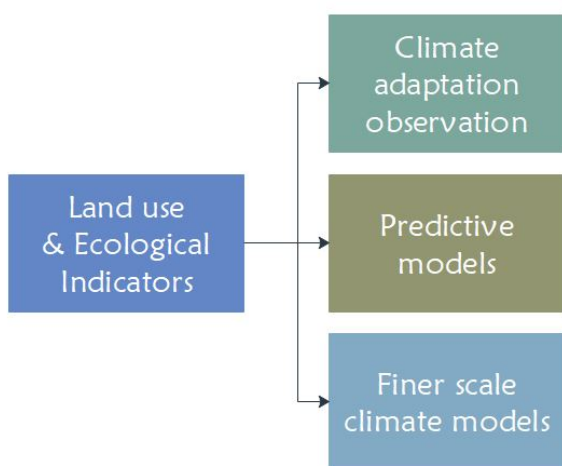 Climate
adaptation
observation
Land use
& Ecological
Indicators
Predictive
models
Finer scale
climate models